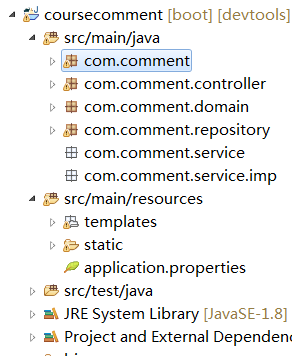 coursecomment [boot] [devtools]
src/main/java
com.comment
com.comment.controller
com.comment.domain
com.comment.repository
com.comment.service
com.comment.service.imp
src/main/resources
templates
static
application.properties
src/test/java
JRE System Library [JavaSE-1.8]
Project and External Dependenc